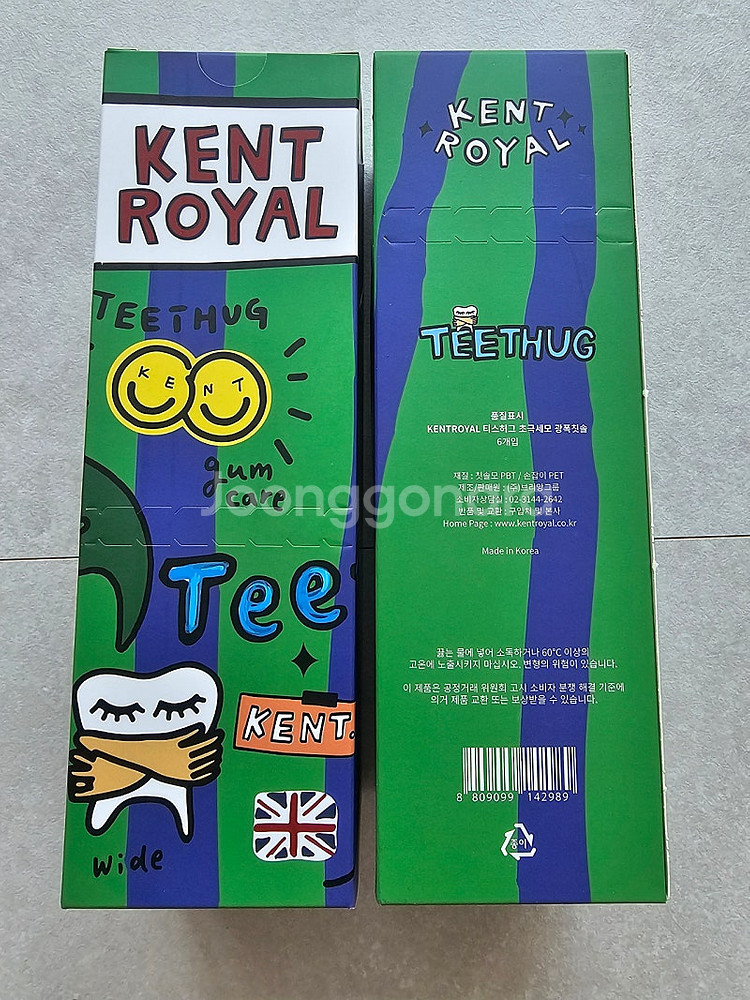 KENT
ROYAL
TEETHUG
KENT
gum
care
Tee
KENT.
wide
KENT
ROYAL
TEETHUG
품질표시
KENTROYAL 티스허그 초극세모 광폭칫솔
6개입
재질 : 칫솔모 PBT / 손잡이 PET
제조/판매원 : (주)브리앙그룹
소비자상담실 : 02-3144-2642
반품 및 교환 : 구입처 및 본사
Home Page : www.kentroyal.co.kr
Made in Korea
끓는 물에 넣어 소독하거나 60℃ 이상의
고온에 노출시키지 마십시오. 변형의 위험이 있습니다.
이 제품은 공정거래 위원회 고시 소비자 분쟁 해결 기준에
의거 제품 교환 또는 보상받을 수 있습니다.
8 809099 142989
종이